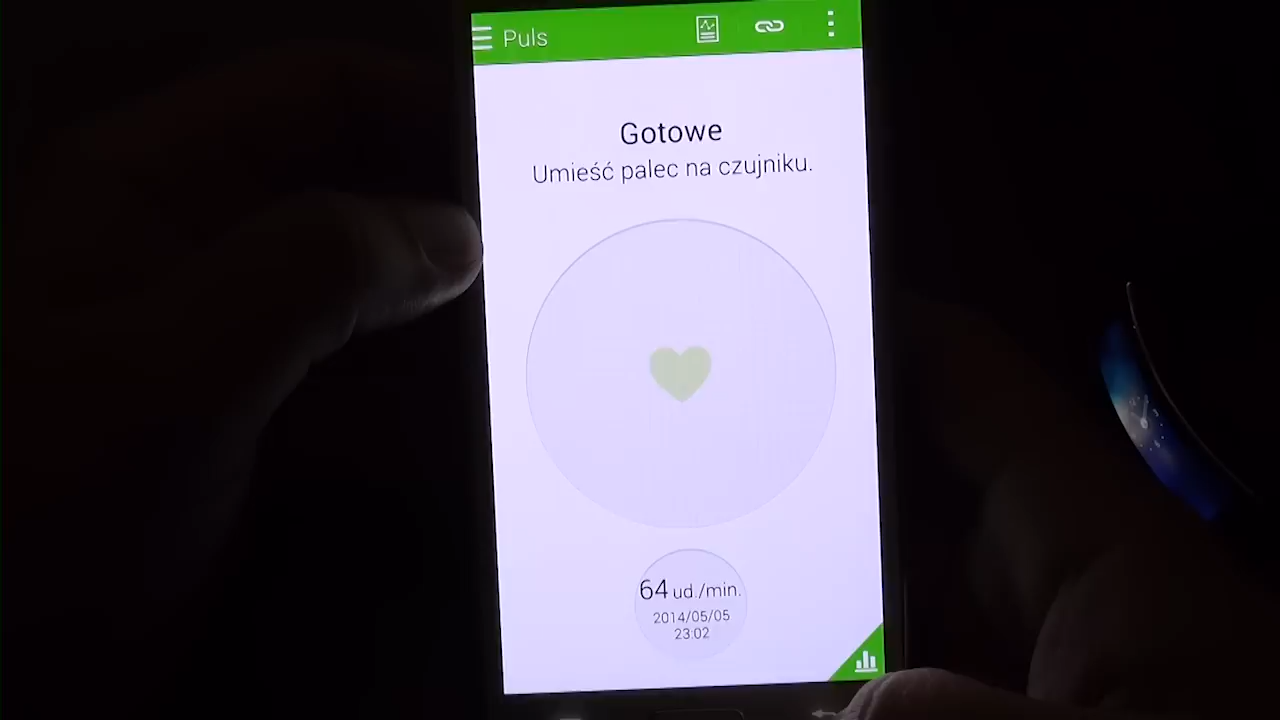 Puls
Gotowe
Umieść palec na czujniku.
64 ud./min.
2014/05/05
23:02